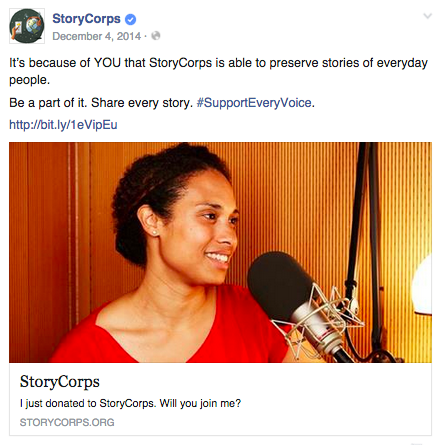 StoryCorps
December 4, 2014 ·
It's because of YOU that StoryCorps is able to preserve stories of everyday
people.
Be a part of it. Share every story. #SupportEveryVoice.
http://bit.ly/1eVipEu
StoryCorps
I just donated to StoryCorps. Will you join me?
STORYCORPS.ORG